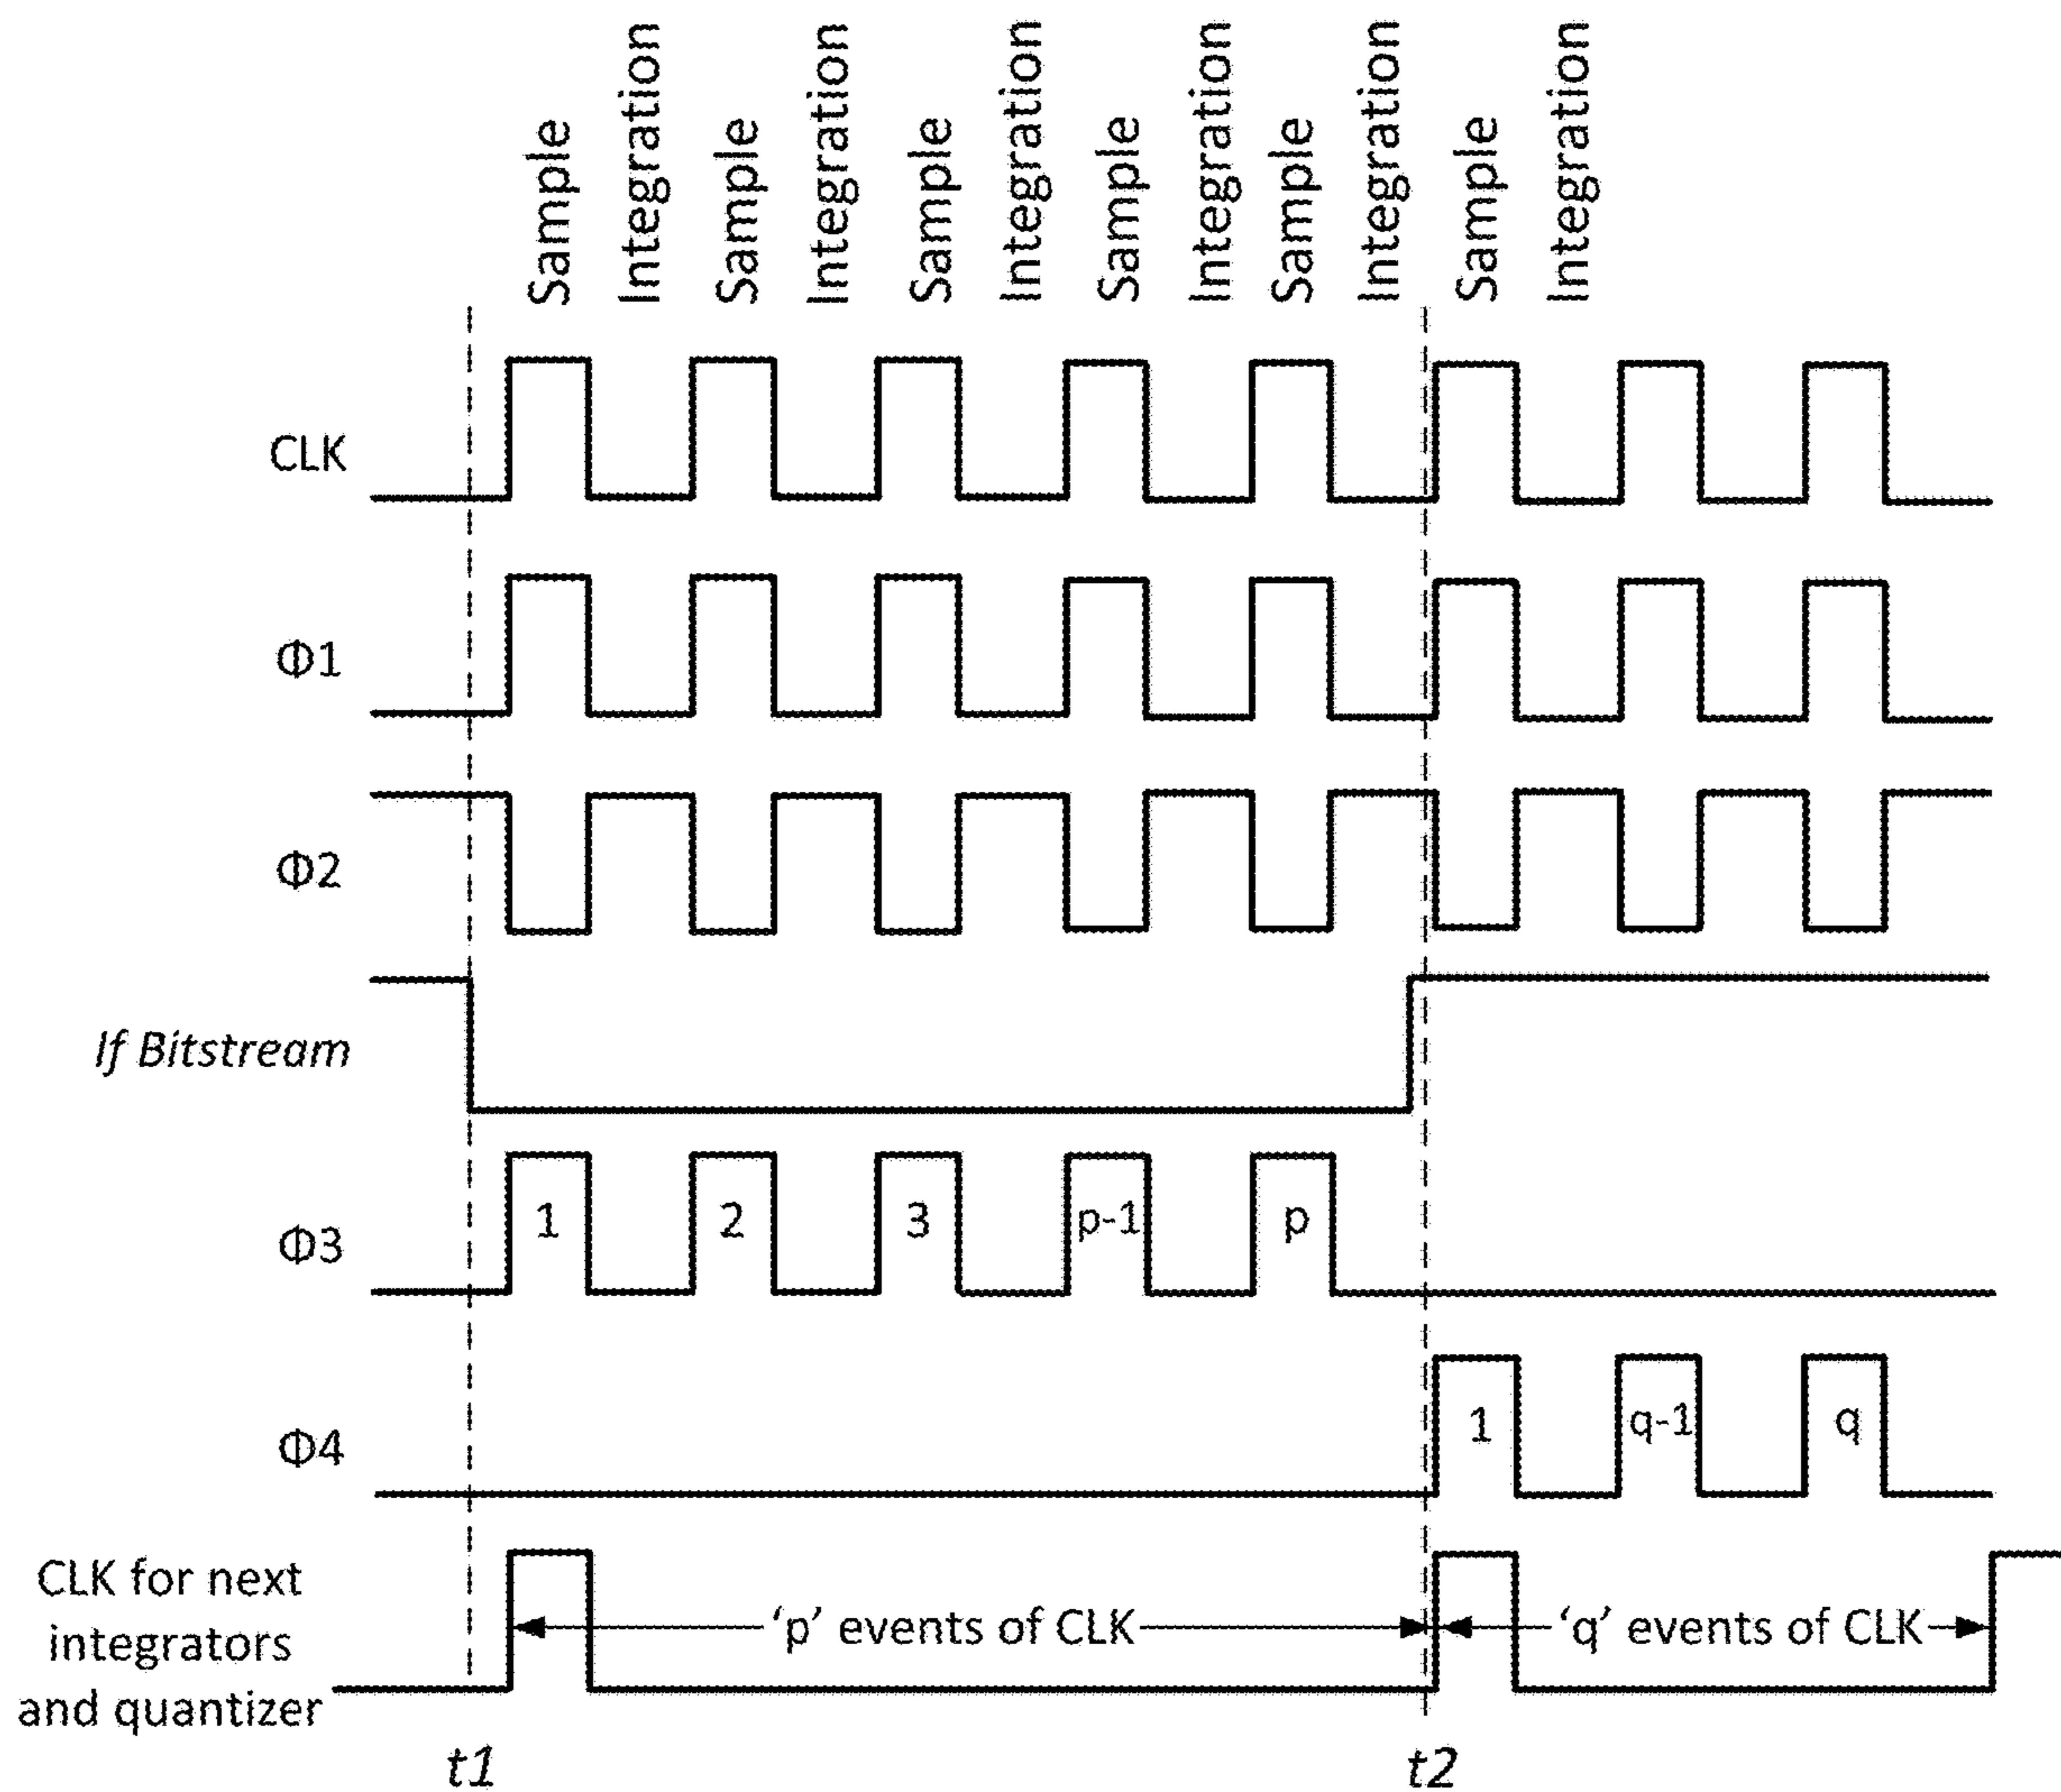 Sample
Integration
Sample
Integration
Sample
Integration
Sample
Integration
Sample
Integration
Sample
Integration
CLK
Φ1
Φ2
If Bitstream
Φ3
1
2
3
p-1
p
Φ4
1
q-1
q
CLK for next
integrators
and quantizer
'p' events of CLK
'q' events of CLK
t1
t2